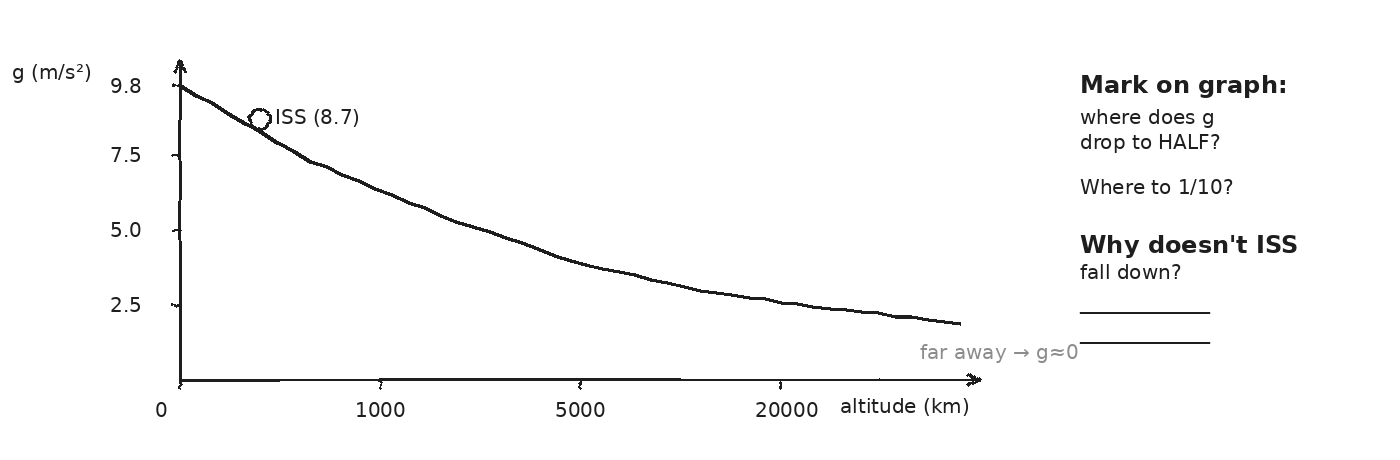 g (m/s²)
9.8
7.5
5.0
2.5
ISS (8.7)
0
1000
5000
20000
altitude (km)
far away → g≈0
Mark on graph:
where does g
drop to HALF?
Where to 1/10?
Why doesn't ISS
fall down?